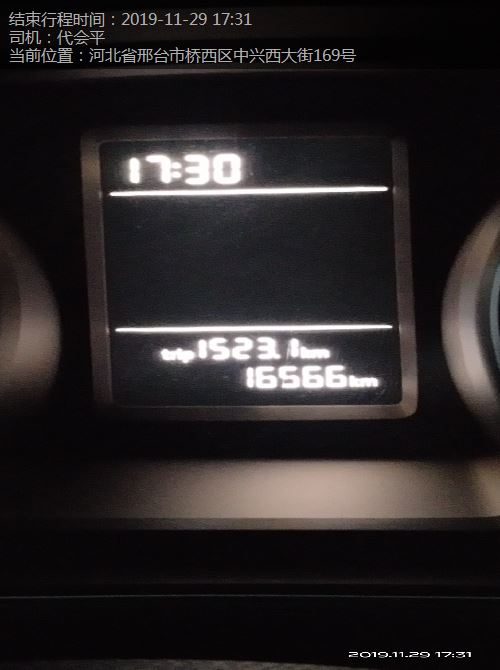 结束行程时间：2019-11-29 17:31
司机：代会平
当前位置：河北省邢台市桥西区中兴西大街169号
17:30
trip 1523.1 km
16566 km
2019.11.29 17:31